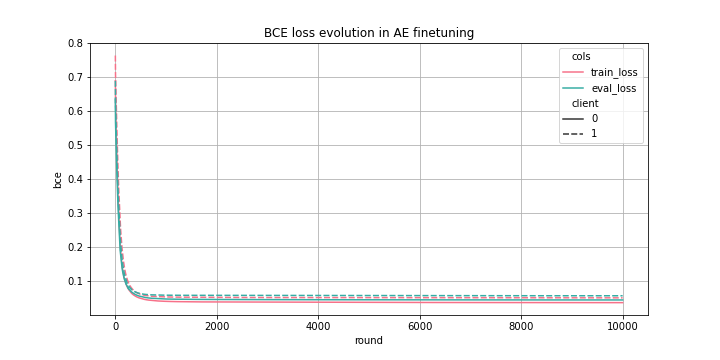 BCE loss evolution in AE finetuning
0.8
0.7
0.6
0.5
0.4
0.3
0.2
0.1
bce
cols
train_loss
eval_loss
client
0
1
0
2000
4000
6000
8000
10000
round